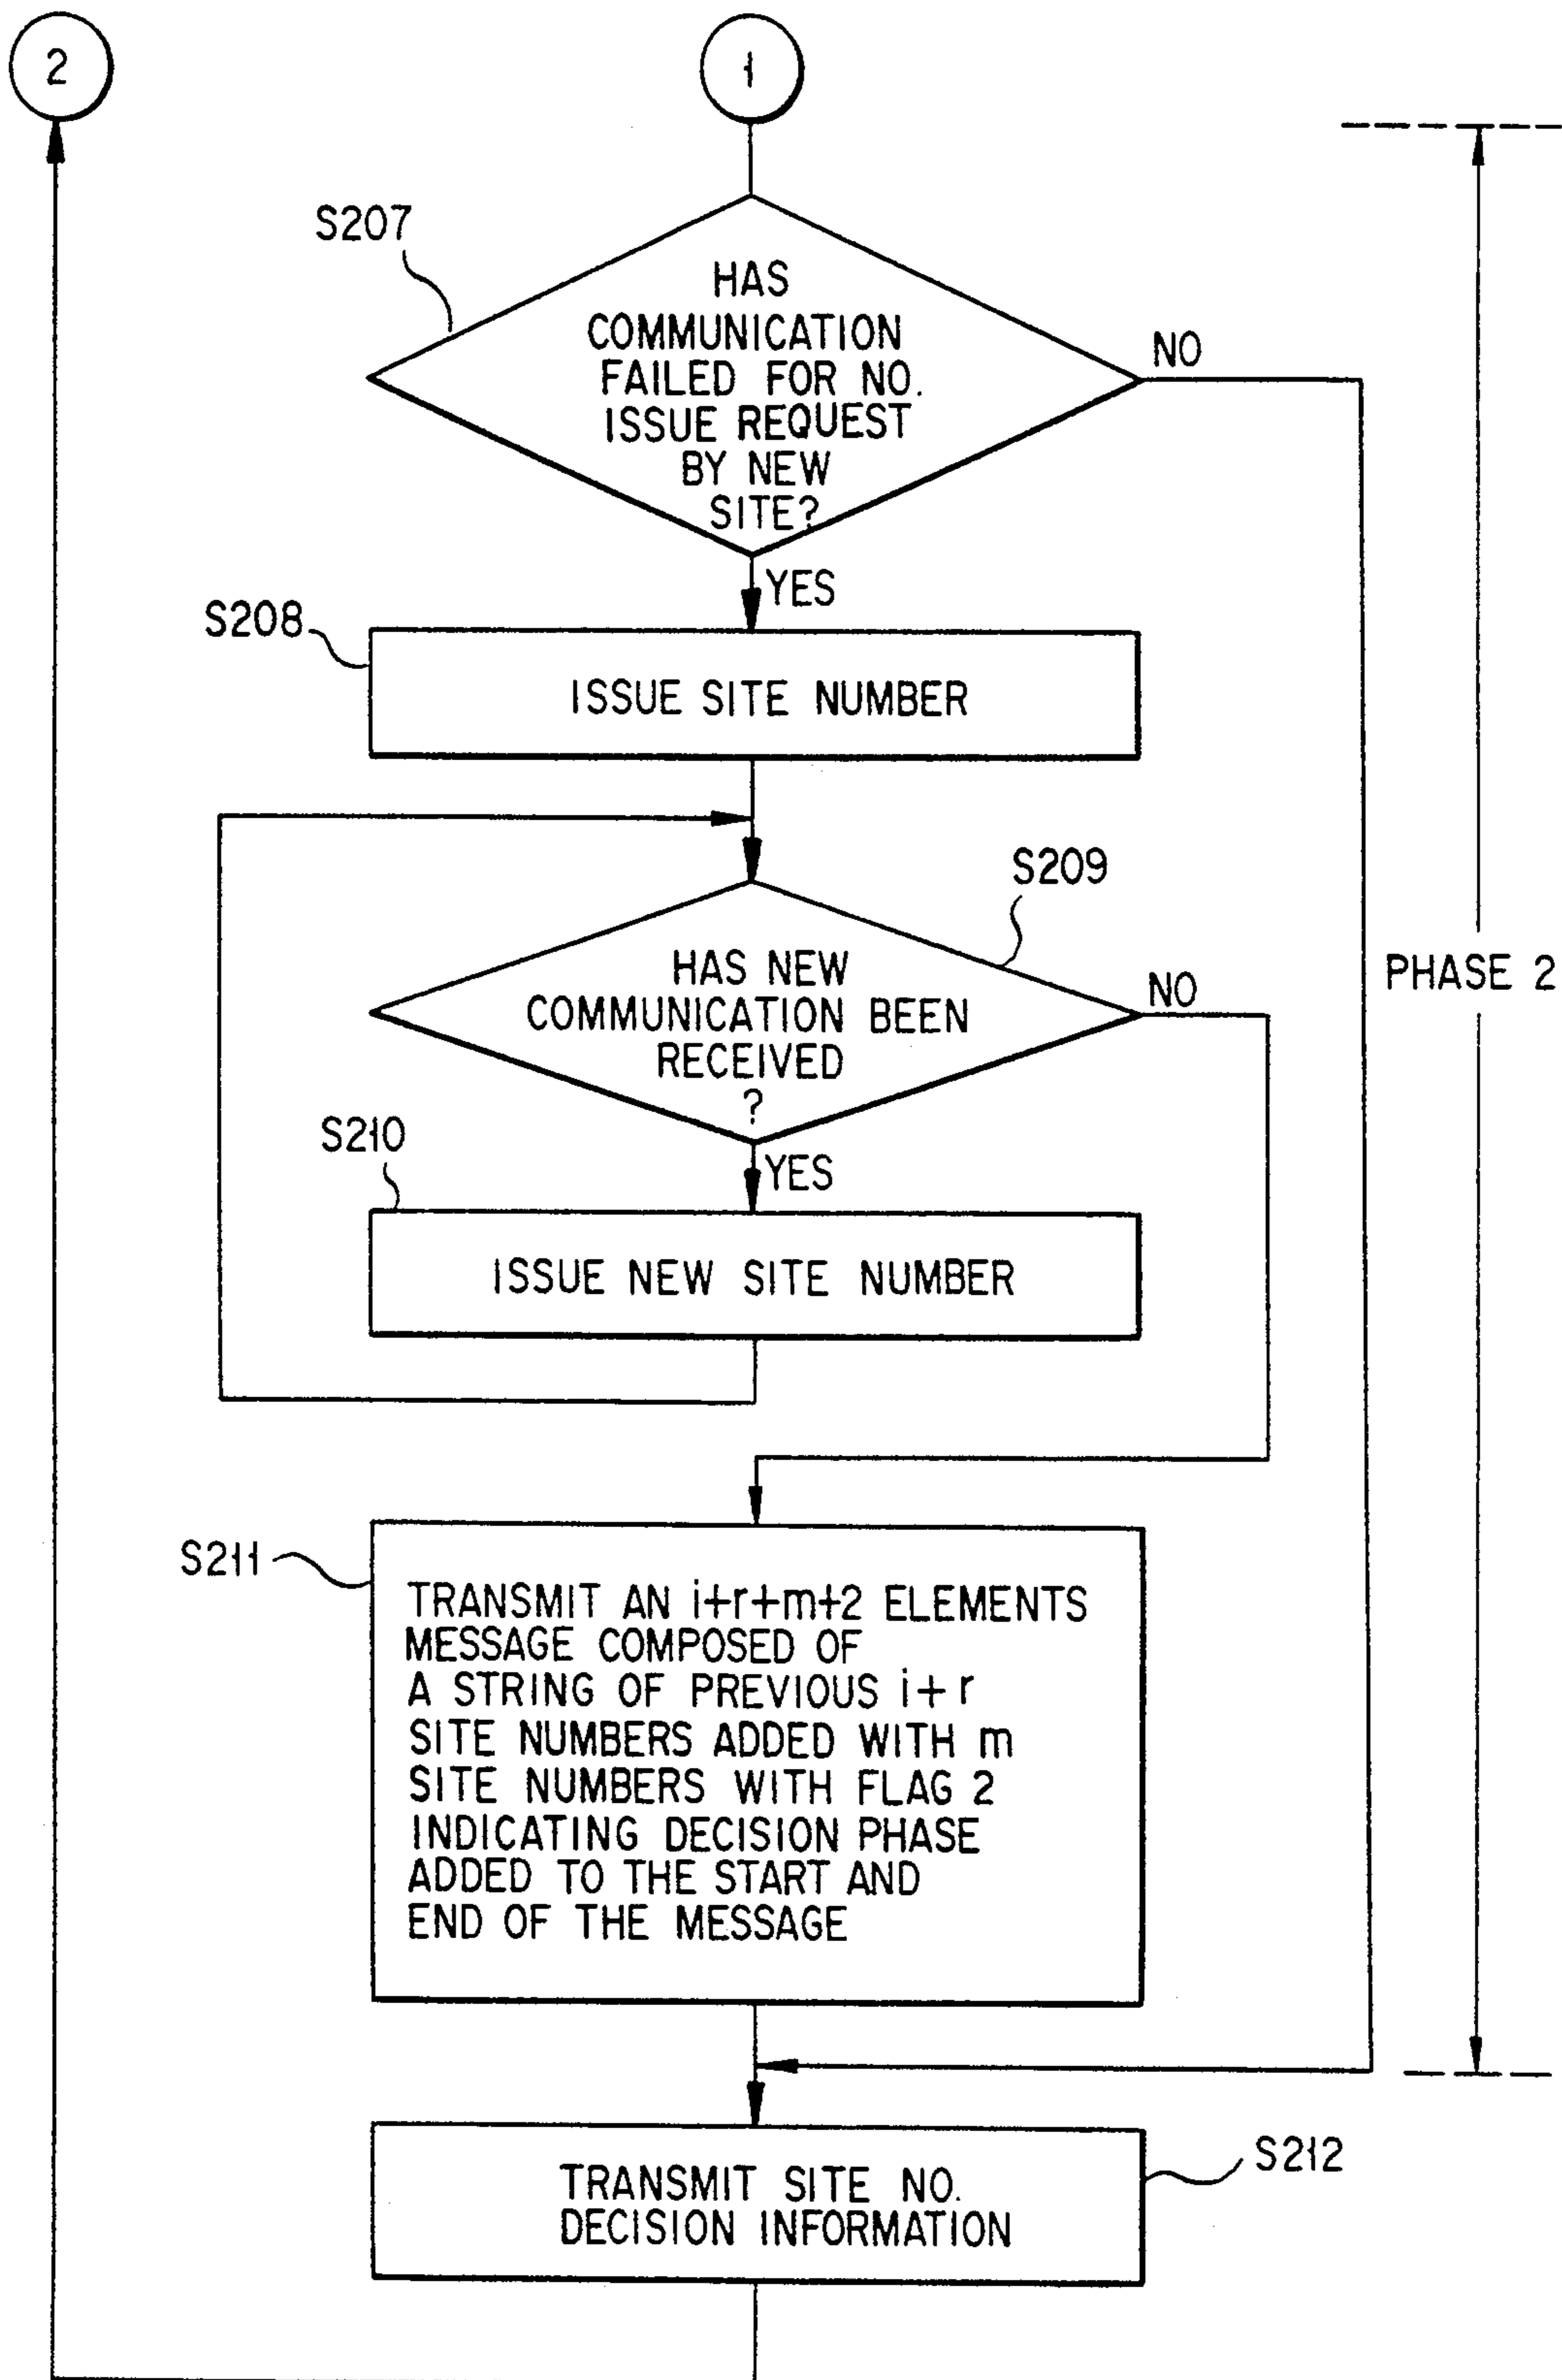 2
1
S207
HAS
COMMUNICATION
FAILED FOR NO.
ISSUE REQUEST
BY NEW
SITE?
NO
YES
S208
ISSUE SITE NUMBER
S209
HAS NEW
COMMUNICATION BEEN
RECEIVED
?
NO
PHASE 2
S210
YES
ISSUE NEW SITE NUMBER
S211
TRANSMIT AN i+r+m+2 ELEMENTS
MESSAGE COMPOSED OF
A STRING OF PREVIOUS i+r
SITE NUMBERS ADDED WITH m
SITE NUMBERS WITH FLAG 2
INDICATING DECISION PHASE
ADDED TO THE START AND
END OF THE MESSAGE
S212
TRANSMIT SITE NO.
DECISION INFORMATION